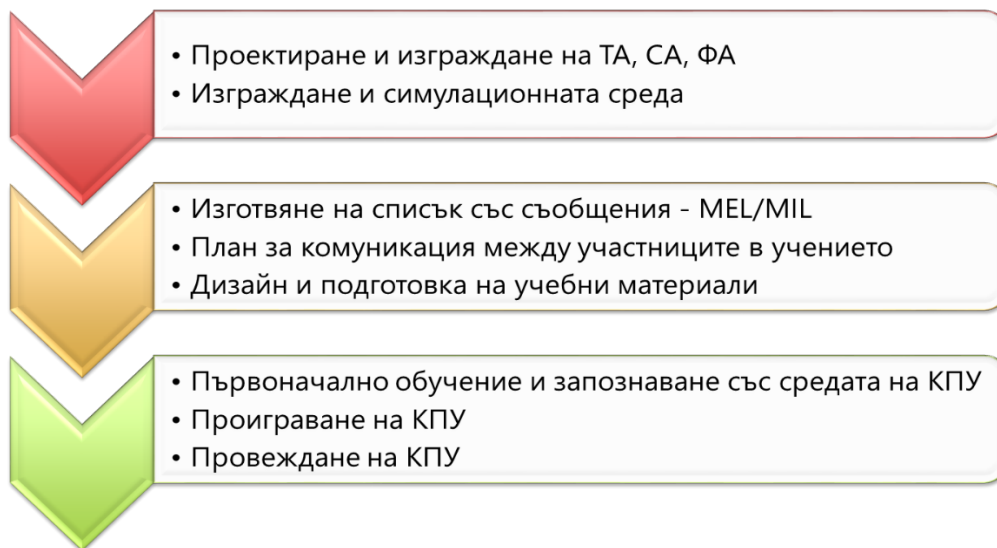 • Проектиране и изграждане на ТА, СА, ФА
• Изграждане и симулационната среда
• Изготвяне на списък със съобщения - MEL/MIL
• План за комуникация между участниците в учението
• Дизайн и подготовка на учебни материали
• Първоначално обучение и запознаване със средата на КПУ
• Проиграване на КПУ
• Провеждане на КПУ